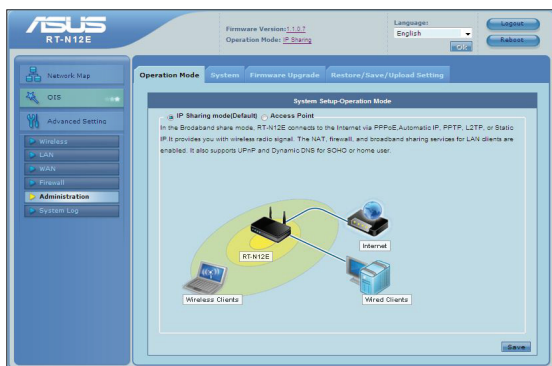 ASUS
RT-N12E
Firmware Version:1.1.0.7
Operation Mode: IP Sharing
Language:
English
OK
Logout
Reboot
Network Map
QIS
Advanced Setting
Wireless
LAN
WAN
Firewall
Administration
System Log
Operation Mode System Firmware Upgrade Restore/Save/Upload Setting
System Setup-Operation Mode
IP Sharing mode(Default) Access Point
In the Brodaband share mode, RT-N12E connects to the Internet via PPPoE,Automatic IP, PPTP, L2TP, or Static
IP.It provides you with wireless radio signal. The NAT, firewall, and broadband sharing services for LAN clients are
enabled. It also supports UPnP and Dynamic DNS for SOHO or home user.
RT-N12E
Internet
Wireless Clients
Wired Clients
Save